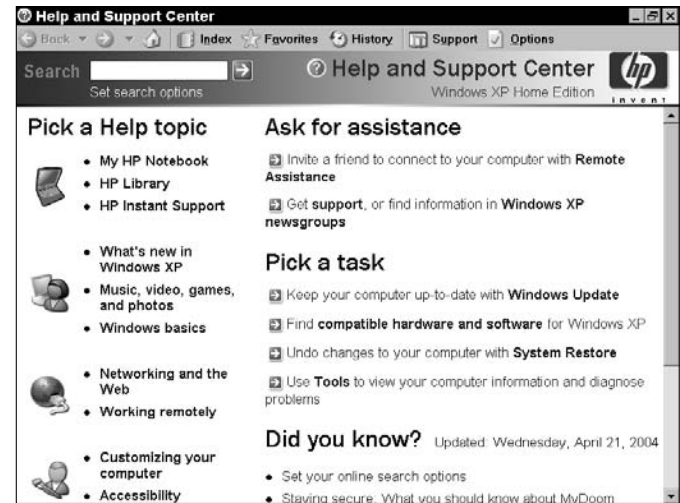 Help and Support Center
Back
Index
Favorites
History
Support
Options
Search
Set search options
Help and Support Center
Windows XP Home Edition
hp
invent
Pick a Help topic
My HP Notebook
HP Library
HP Instant Support
What's new in
Windows XP
Music, video, games,
and photos
Windows basics
Networking and the
Web
Working remotely
Customizing your
computer
Accessibility
Ask for assistance
Invite a friend to connect to your computer with Remote
Assistance
Get support, or find information in Windows XP
newsgroups
Pick a task
Keep your computer up-to-date with Windows Update
Find compatible hardware and software for Windows XP
Undo changes to your computer with System Restore
Use Tools to view your computer information and diagnose
problems
Did you know? Updated: Wednesday, April 21, 2004
Set your online search options
Staying secure: What you should know about MyDoom